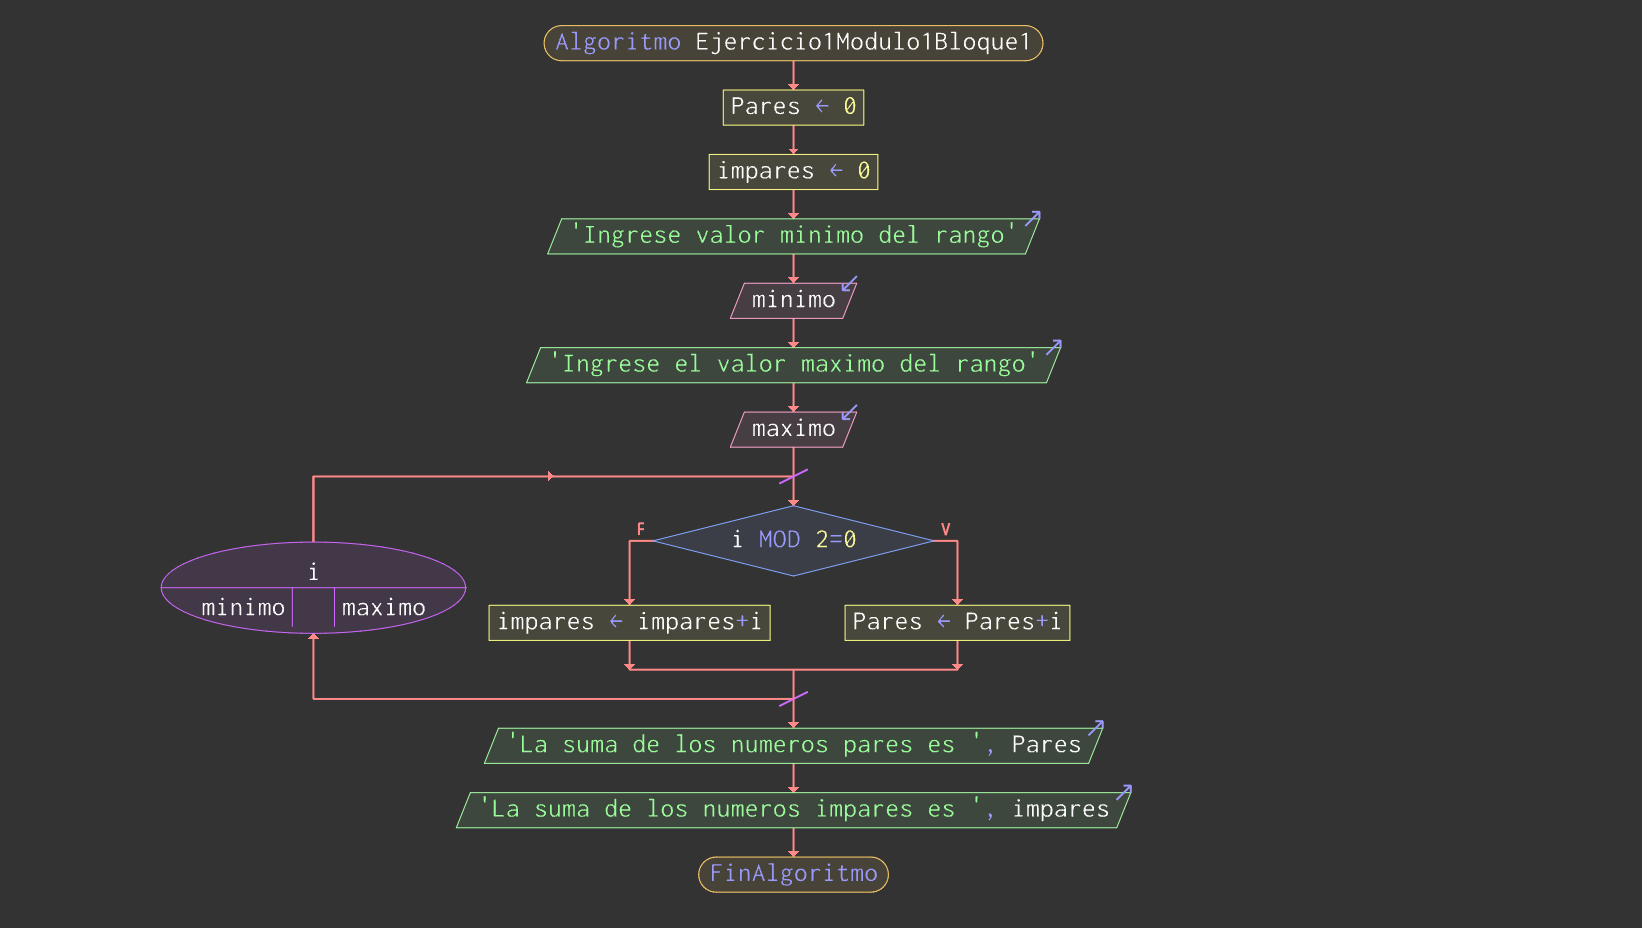 Algoritmo Ejercicio1Modulo1Bloque1
Pares ← 0
impares ← 0
'Ingrese valor minimo del rango'
minimo
'Ingrese el valor maximo del rango'
maximo
i
minimo maximo
F V
i MOD 2=0
impares ← impares+i
Pares ← Pares+i
'La suma de los numeros pares es ', Pares
'La suma de los numeros impares es ', impares
FinAlgoritmo